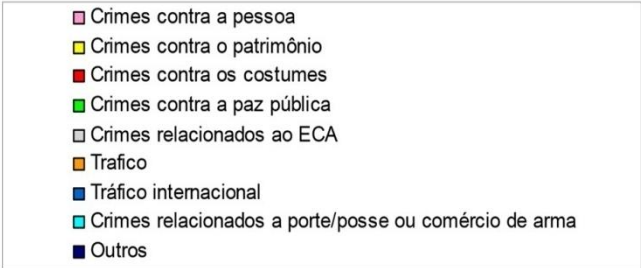 Crimes contra a pessoa
Crimes contra o patrimônio
Crimes contra os costumes
Crimes contra a paz pública
Crimes relacionados ao ECA
Trafico
Tráfico internacional
Crimes relacionados a porte/posse ou comércio de arma
Outros